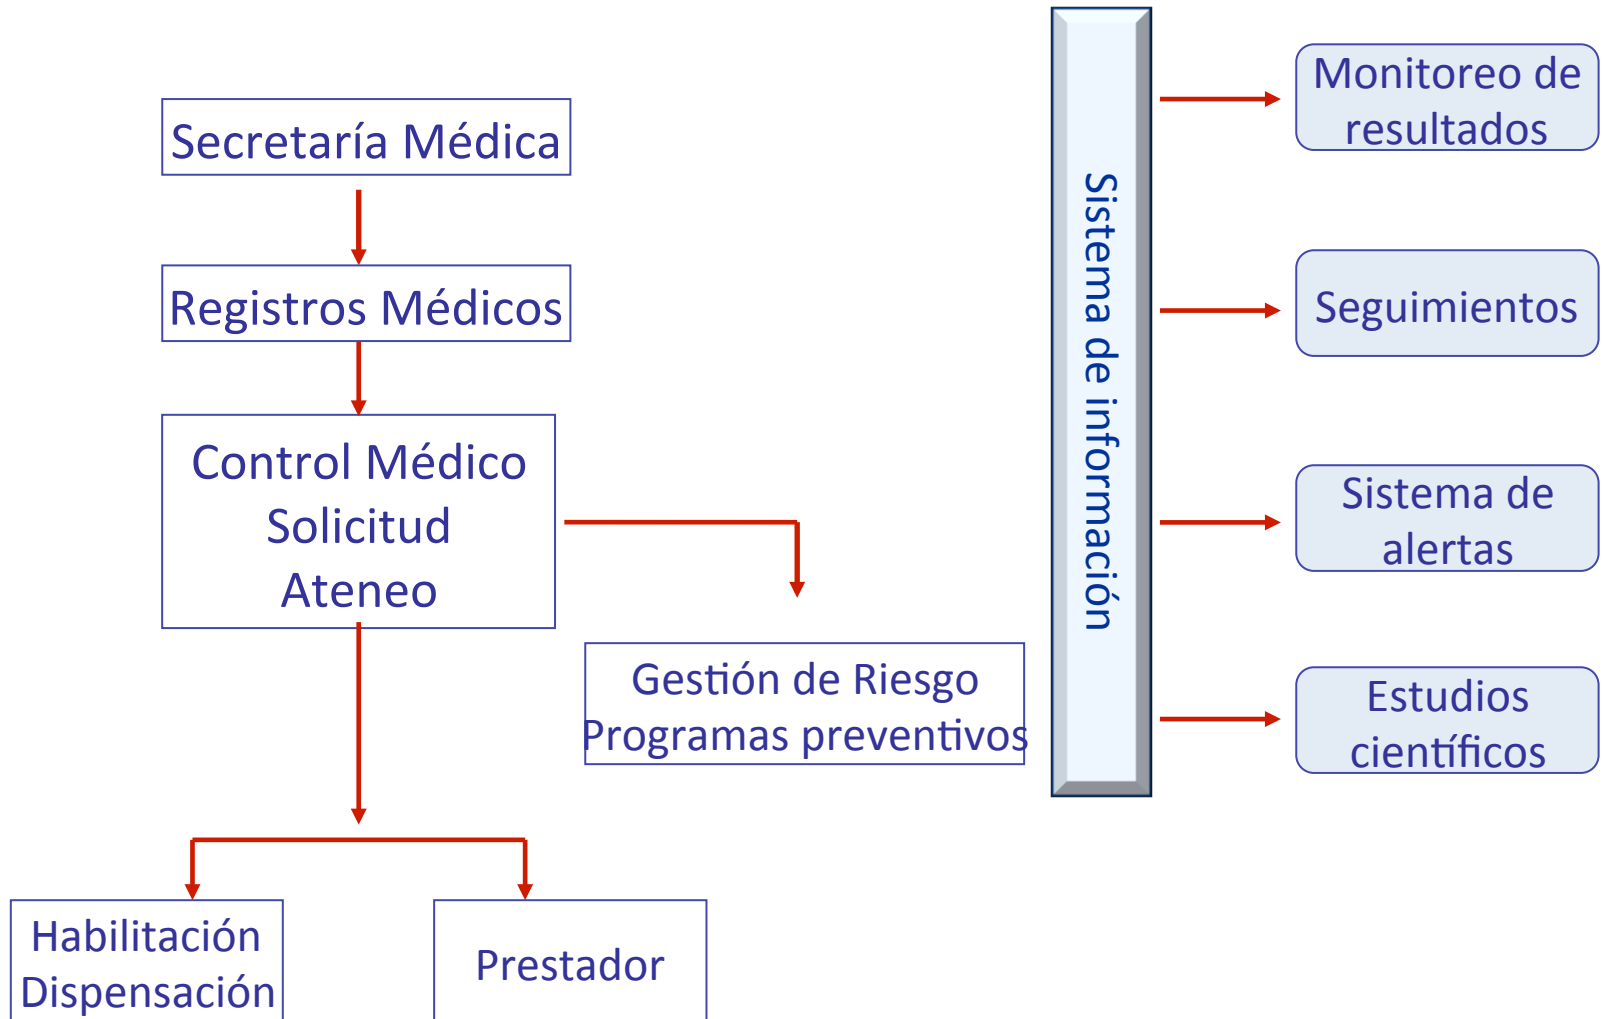 Secretaría Médica
Registros Médicos
Control Médico
Solicitud
Ateneo
Gestión de Riesgo
Programas preventivos
Habilitación
Dispensación
Prestador
Sistema de información
Monitoreo de
resultados
Seguimientos
Sistema de
alertas
Estudios
científicos